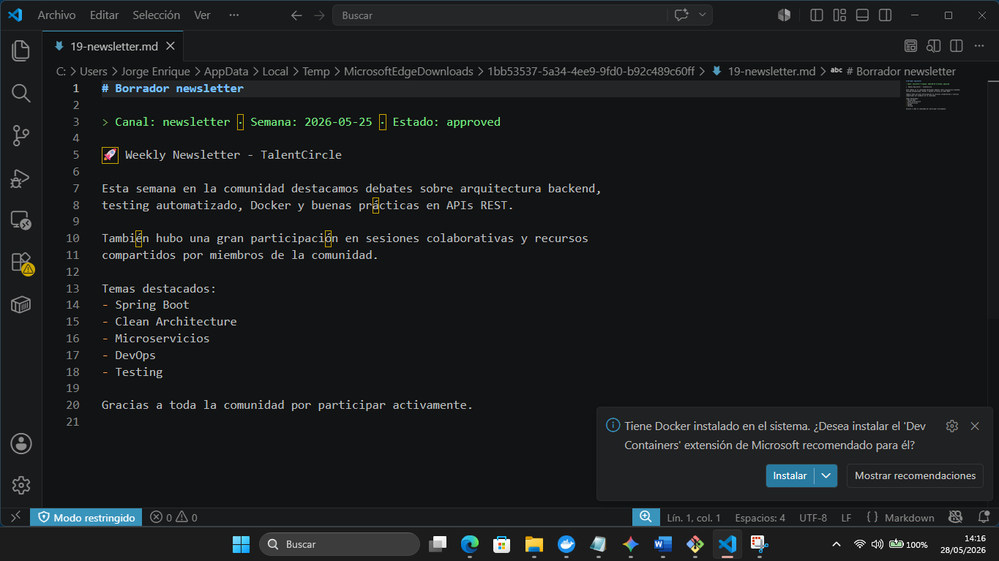 Archivo Editar Selección Ver ··· Buscar
19-newsletter.md
C: > Users > Jorge Enrique > AppData > Local > Temp > MicrosoftEdgeDownloads > 1bb53537-5a34-4ee9-9fd0-b92c489c60ff > 19-newsletter.md > abc # Borrador newsletter
1 # Borrador newsletter
2
3 > Canal: newsletter · Semana: 2026-05-25 · Estado: approved
4
5 🚀 Weekly Newsletter - TalentCircle
6
7 Esta semana en la comunidad destacamos debates sobre arquitectura backend,
8 testing automatizado, Docker y buenas prácticas en APIs REST.
9
10 También hubo una gran participación en sesiones colaborativas y recursos
11 compartidos por miembros de la comunidad.
12
13 Temas destacados:
14 - Spring Boot
15 - Clean Architecture
16 - Microservicios
17 - DevOps
18 - Testing
19
20 Gracias a toda la comunidad por participar activamente.
21
Tiene Docker instalado en el sistema. ¿Desea instalar el 'Dev
Containers' extensión de Microsoft recomendado para él?
Instalar Mostrar recomendaciones
Modo restringido 0 0 Lín. 1, col. 1 Espacios: 4 UTF-8 LF {} Markdown
Buscar 100% 14:16
28/05/2026